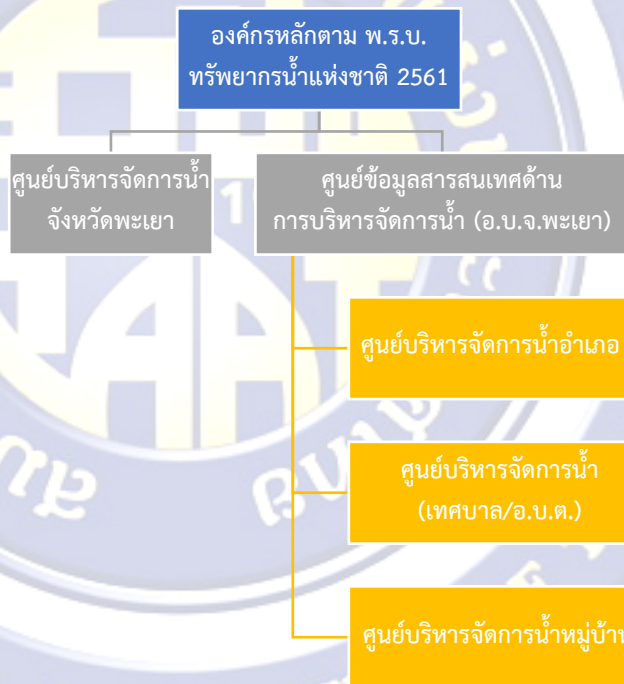 องค์กรหลักตาม พ.ร.บ.
ทรัพยากรน้ำแห่งชาติ 2561
ศูนย์บริหารจัดการน้ำ
จังหวัดพะเยา
ศูนย์ข้อมูลสารสนเทศด้าน
การบริหารจัดการน้ำ (อ.บ.จ.พะเยา)
ศูนย์บริหารจัดการน้ำอำเภอ
ศูนย์บริหารจัดการน้ำ
(เทศบาล/อ.บ.ต.)
ศูนย์บริหารจัดการน้ำหมู่บ้าน